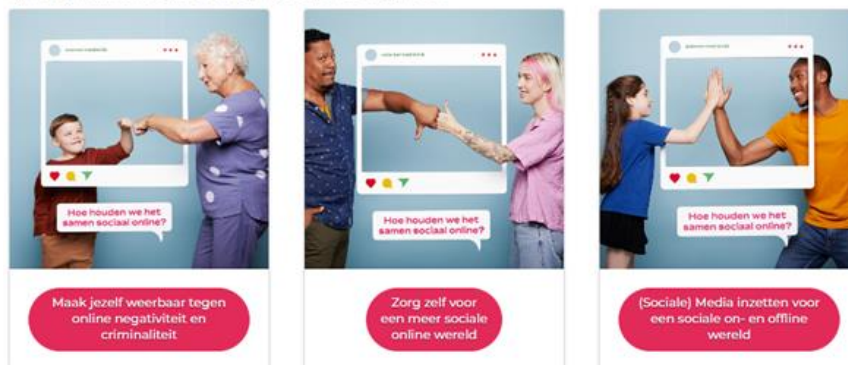 Hoe houden we het
samen sociaal online?
Maak jezelf weerbaar tegen
online negativiteit en
criminaliteit
Hoe houden we het
samen sociaal online?
Zorg zelf voor
een meer sociale
online wereld
Hoe houden we het
samen sociaal online?
(Sociale) Media inzetten voor
een sociale on- en offline
wereld